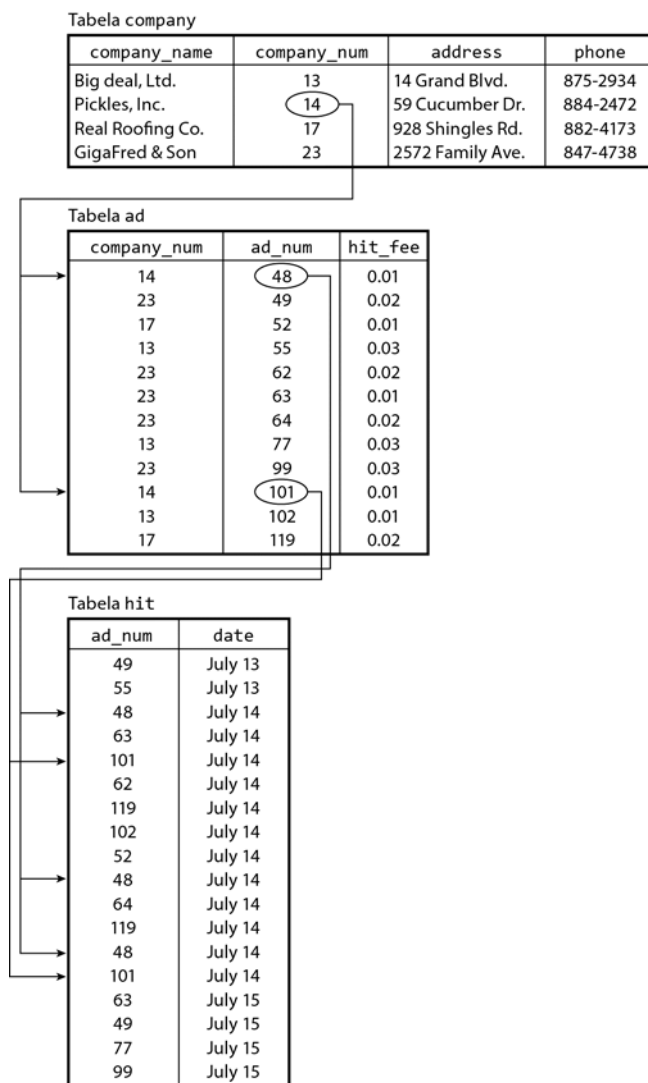 Tabela company
company_name company_num address phone
Big deal, Ltd. 13 14 Grand Blvd. 875-2934
Pickles, Inc. 14 59 Cucumber Dr. 884-2472
Real Roofing Co. 17 928 Shingles Rd. 882-4173
GigaFred & Son 23 2572 Family Ave. 847-4738
Tabela ad
company_num ad_num hit_fee
14 48 0.01
23 49 0.02
17 52 0.01
13 55 0.03
23 62 0.02
23 63 0.01
23 64 0.02
13 77 0.03
23 99 0.03
14 101 0.01
13 102 0.01
17 119 0.02
Tabela hit
ad_num date
49 July 13
55 July 13
48 July 14
63 July 14
101 July 14
62 July 14
119 July 14
102 July 14
52 July 14
48 July 14
64 July 14
119 July 14
48 July 14
101 July 14
63 July 15
49 July 15
77 July 15
99 July 15